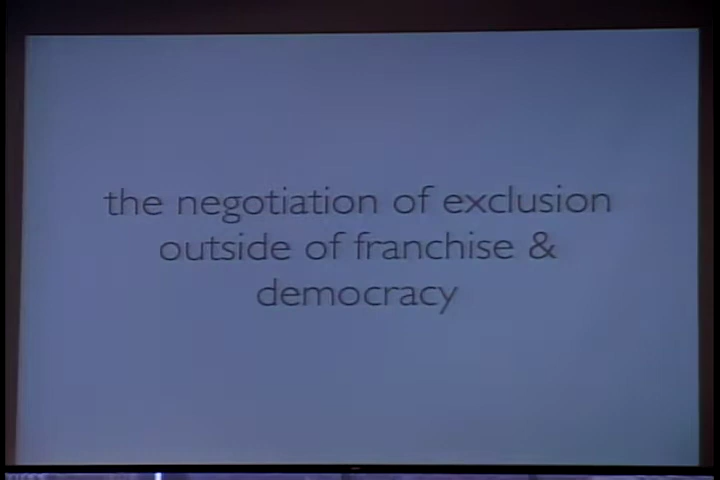 the negotiation of exclusion
outside of franchise &
democracy